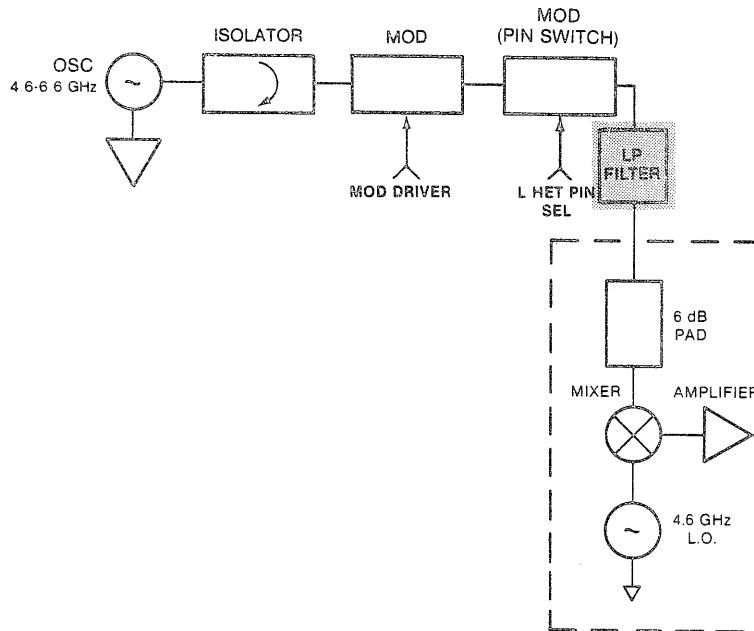 MOD
(PIN SWITCH)
ISOLATOR
MOD
OSC
4.6-6 6 GHz
~
LP
FILTER
MOD DRIVER
L HET PIN
SEL
6 dB
PAD
MIXER
AMPLIFIER
~
4.6 GHz
L.O.